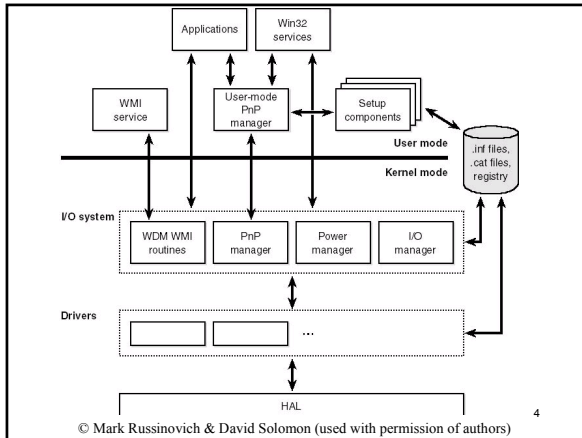 Applications
Win32
services
WMI
service
User-mode
PnP
manager
Setup
components
User mode
Kernel mode
.inf files,
.cat files,
registry
I/O system
WDM WMI
routines
PnP
manager
Power
manager
I/O
manager
Drivers
...
HAL
4
© Mark Russinovich & David Solomon (used with permission of authors)